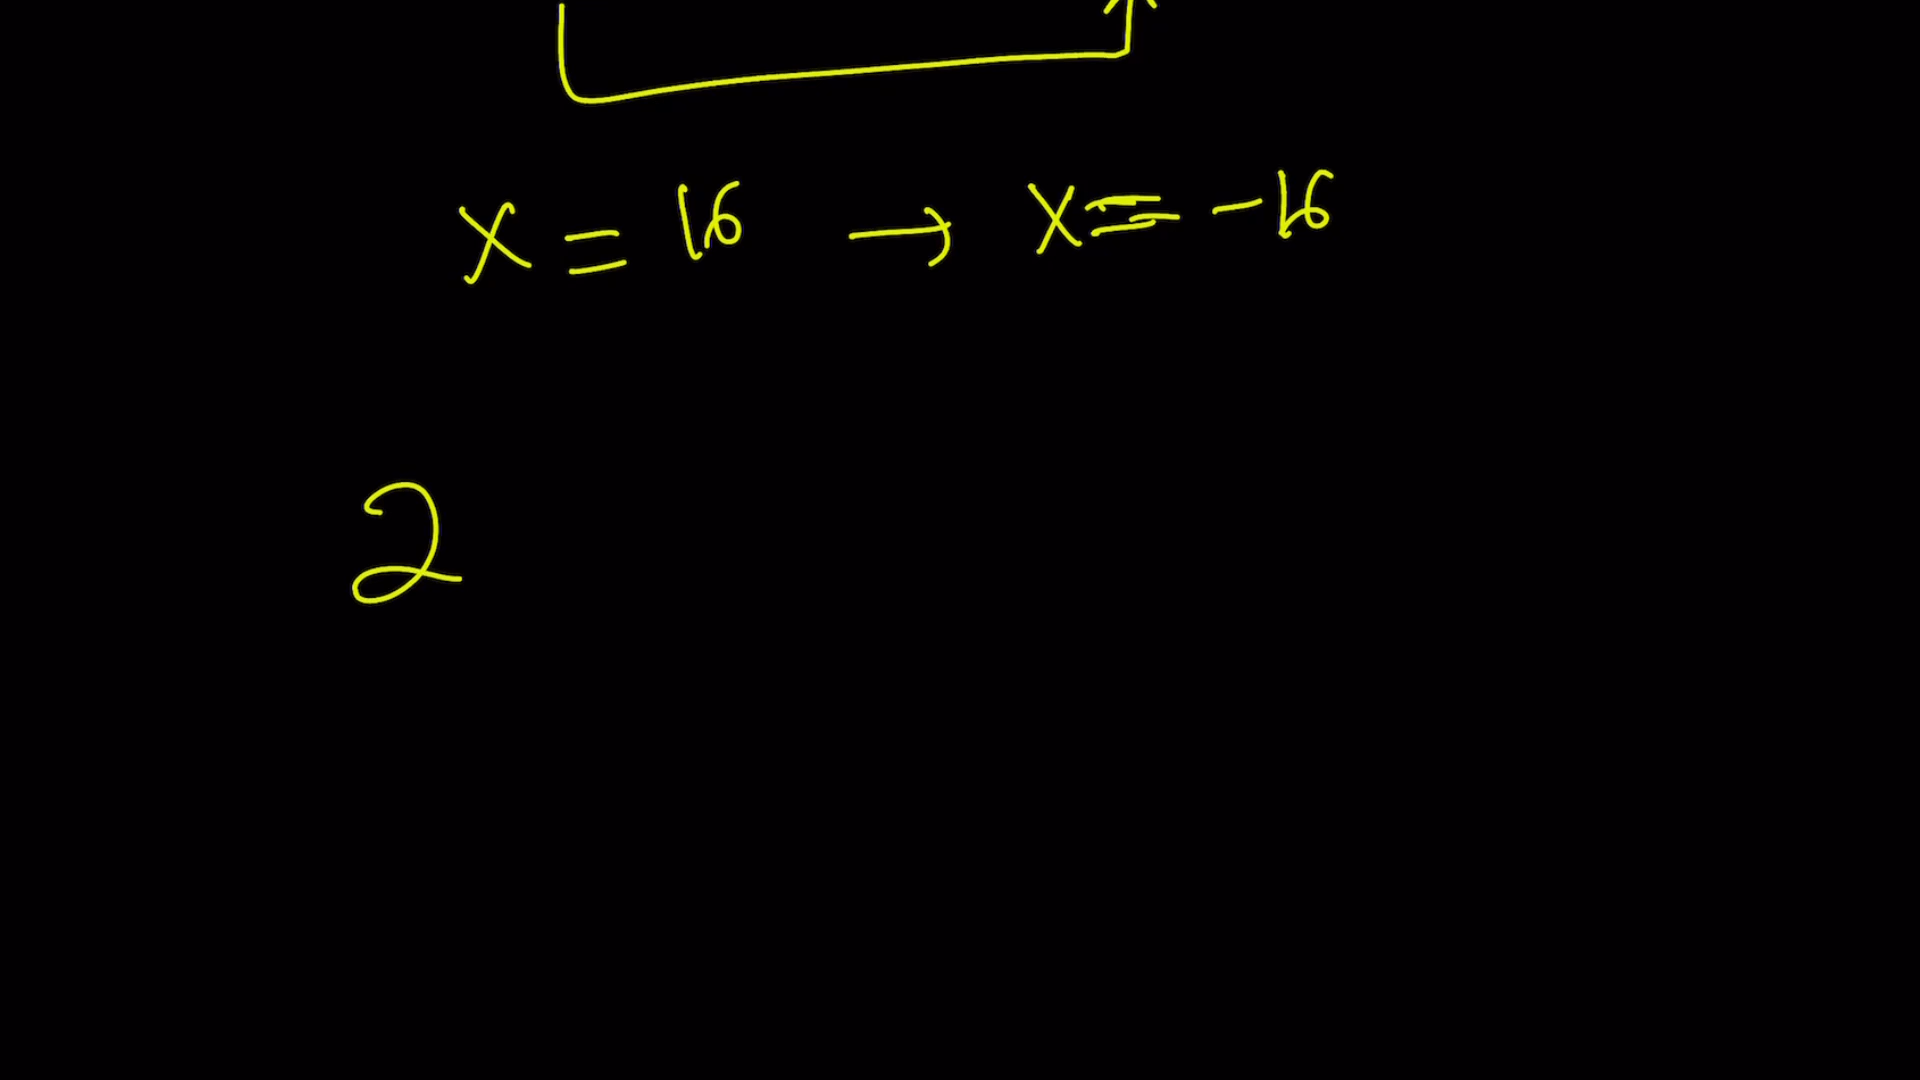 x = 16 → x = -16
2